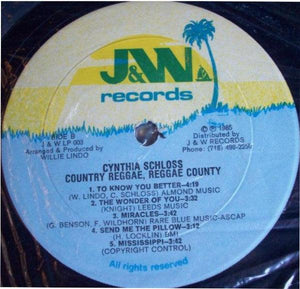 J&W
records
SIDE B
J & W LP 003
Arranged & Produced by
WILLIE LINDO
© ℗ 1985
Distributed by
J & W RECORDS
Phone: (718)
CYNTHIA SCHLOSS
COUNTRY REGGAE, REGGAE COUNTY
1. TO KNOW YOU BETTER-4:19
(W. LINDO, C. SCHLOSS) ALMOND MUSIC
2. THE WONDER OF YOU-3:32
(KNIGHT) LEEDS MUSIC
3. MIRACLES-3:42
(G. BENSON, F. WILDHORN) RARE BLUE MUSIC-ASCAP
4. SEND ME THE PILLOW-3:12
(H. LOCKLIN) BMI
5. MISSISSIPPI-3:42
(COPYRIGHT CONTROL)
All rights reserved